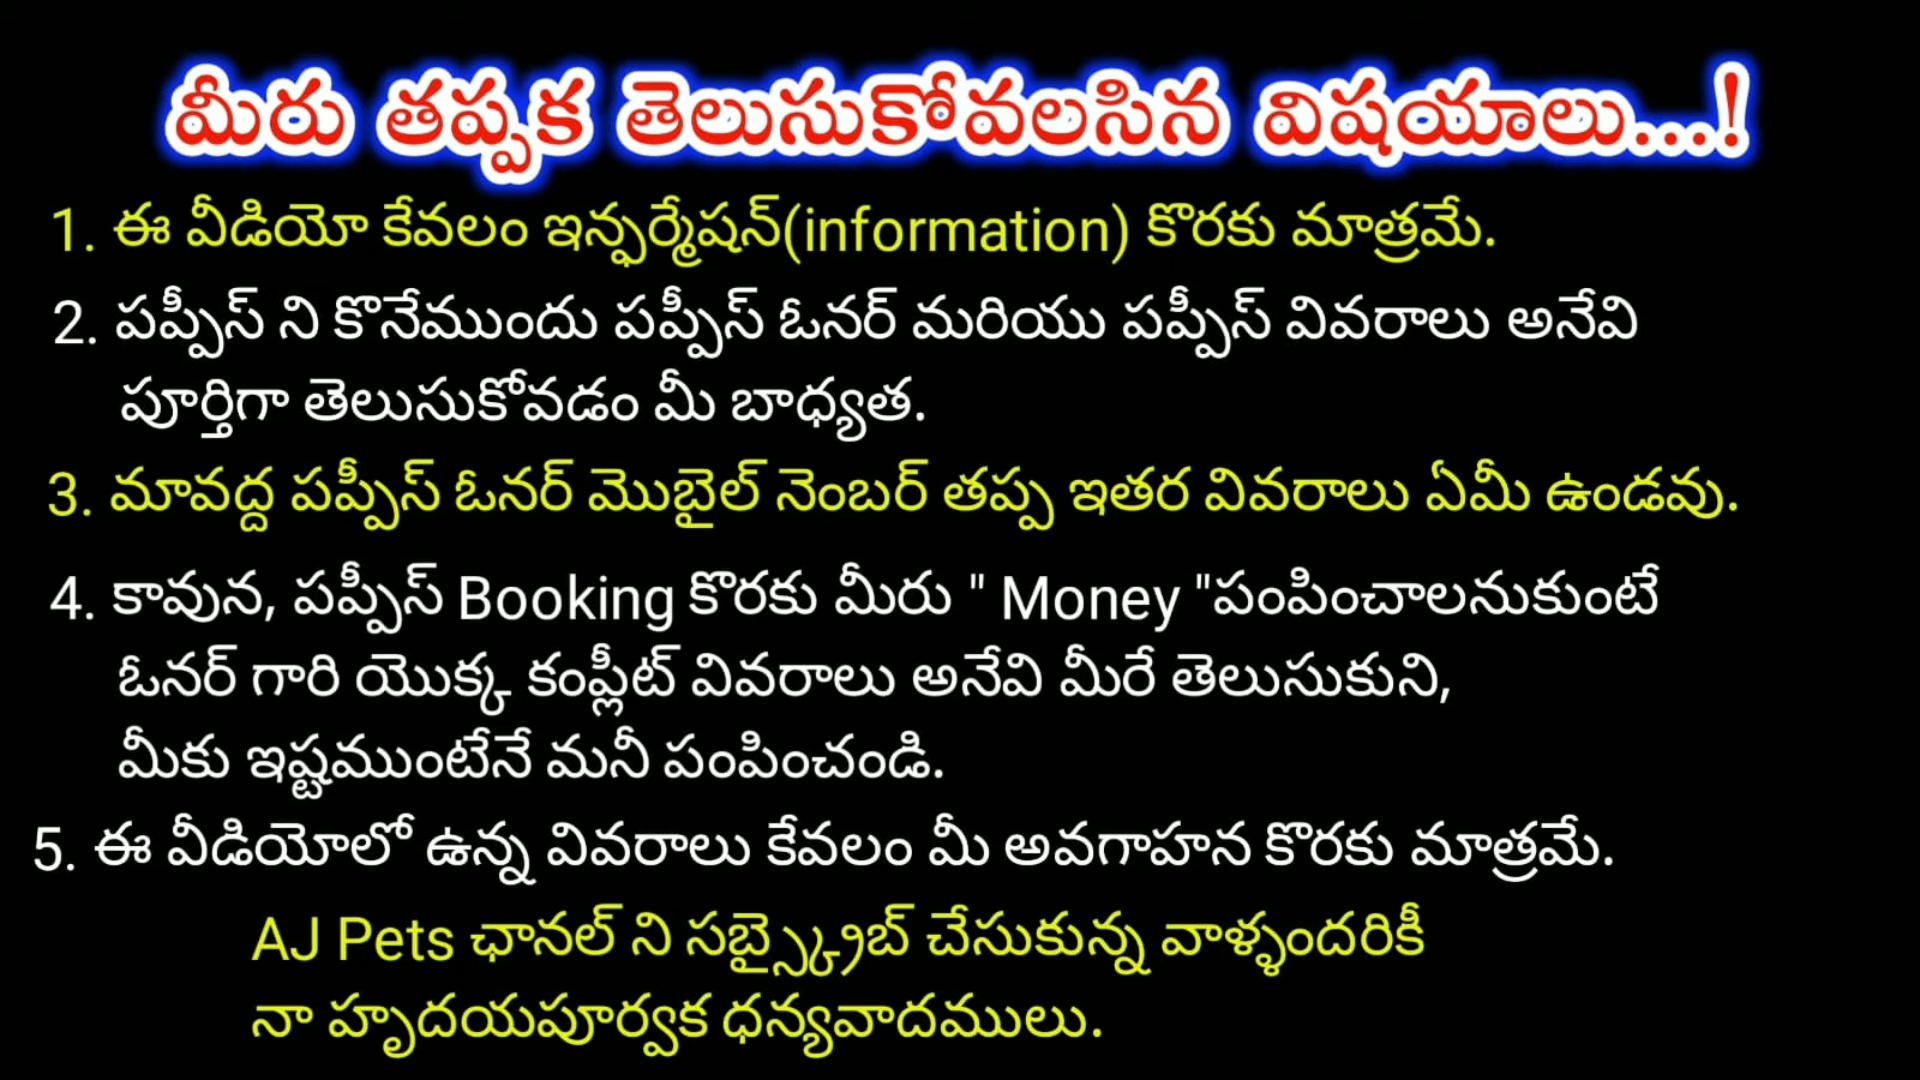 మీరు తప్పక తెలుసుకోవలసిన విషయాలు...!
1. ఈ వీడియో కేవలం ఇన్ఫర్మేషన్(information) కొరకు మాత్రమే.
2. పప్పీస్ ని కొనేముందు పప్పీస్ ఓనర్ మరియు పప్పీస్ వివరాలు అనేవి
పూర్తిగా తెలుసుకోవడం మీ బాధ్యత.
3. మావద్ద పప్పీస్ ఓనర్ మొబైల్ నెంబర్ తప్ప ఇతర వివరాలు ఏమీ ఉండవు.
4. కావున, పప్పీస్ Booking కొరకు మీరు " Money "పంపించాలనుకుంటే
ఓనర్ గారి యొక్క కంప్లీట్ వివరాలు అనేవి మీరే తెలుసుకుని,
మీకు ఇష్టముంటేనే మనీ పంపించండి.
5. ఈ వీడియోలో ఉన్న వివరాలు కేవలం మీ అవగాహన కొరకు మాత్రమే.
AJ Pets ఛానల్ ని సబ్స్క్రైబ్ చేసుకున్న వాళ్ళందరికీ
నా హృదయపూర్వక ధన్యవాదములు.